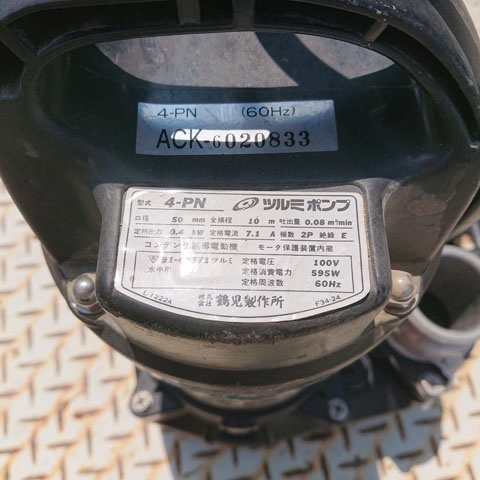 4-PN (60Hz)
ACK-6020833
型式 4-PN ツルミポンプ
口径 50 mm 全揚程 10 m 吐出量 0.08 m³/min
定格出力 0.4 kW 定格電流 7.1 A 極数 2P 絶縁 E
コンデンサ誘導電動機 モータ保護装置内蔵
ツルミ 定格電圧 100V
水中用 定格消費電力 595W
定格周波数 60Hz
L-1222A 株式会社 鶴見製作所 F34-24